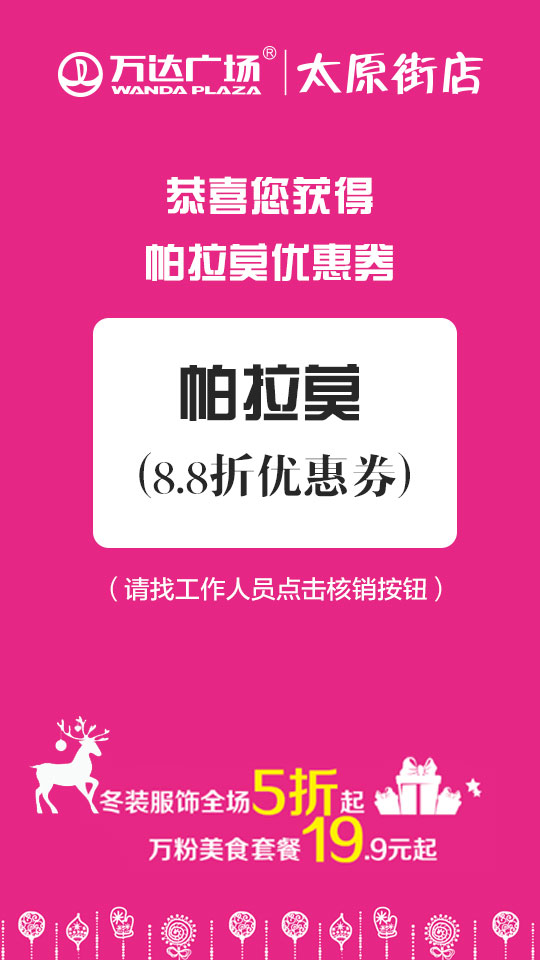 万达广场® 太原街店
WANDA PLAZA
恭喜您获得
帕拉莫优惠券
帕拉莫
(8.8折优惠券)
（请找工作人员点击核销按钮）
冬装服饰全场5折起
万粉美食套餐19.9元起